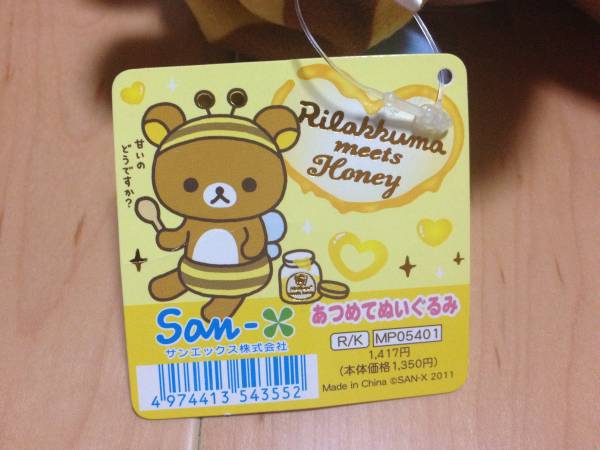 Rilakkuma
meets
Honey
甘いの
どうですか?
San-X
サンエックス株式会社
あつめてぬいぐるみ
R/K MP05401
1,417円
(本体価格1,350円)
Made in China ©SAN-X 2011
4 974413 543552